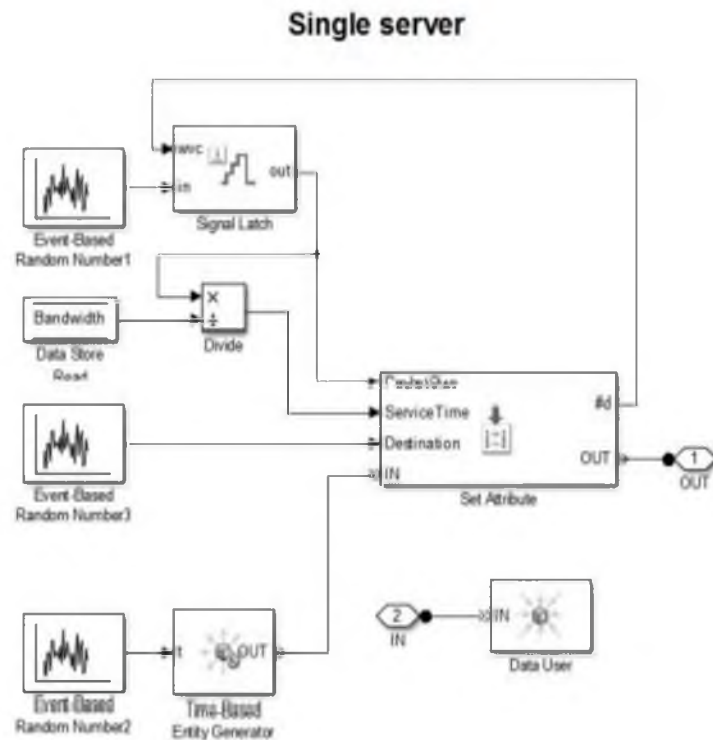 Single server
wvc
in
out
Signal Latch
Event-Based
Random Number1
Bandwidth
Data Store
Read
×
÷
Divide
ServiceTime
Destination
IN
#d
OUT
Set Attribute
1
OUT
Event-Based
Random Number3
2
IN
IN
Data User
Event-Based
Random Number2
t
OUT
Time-Based
Entity Generator